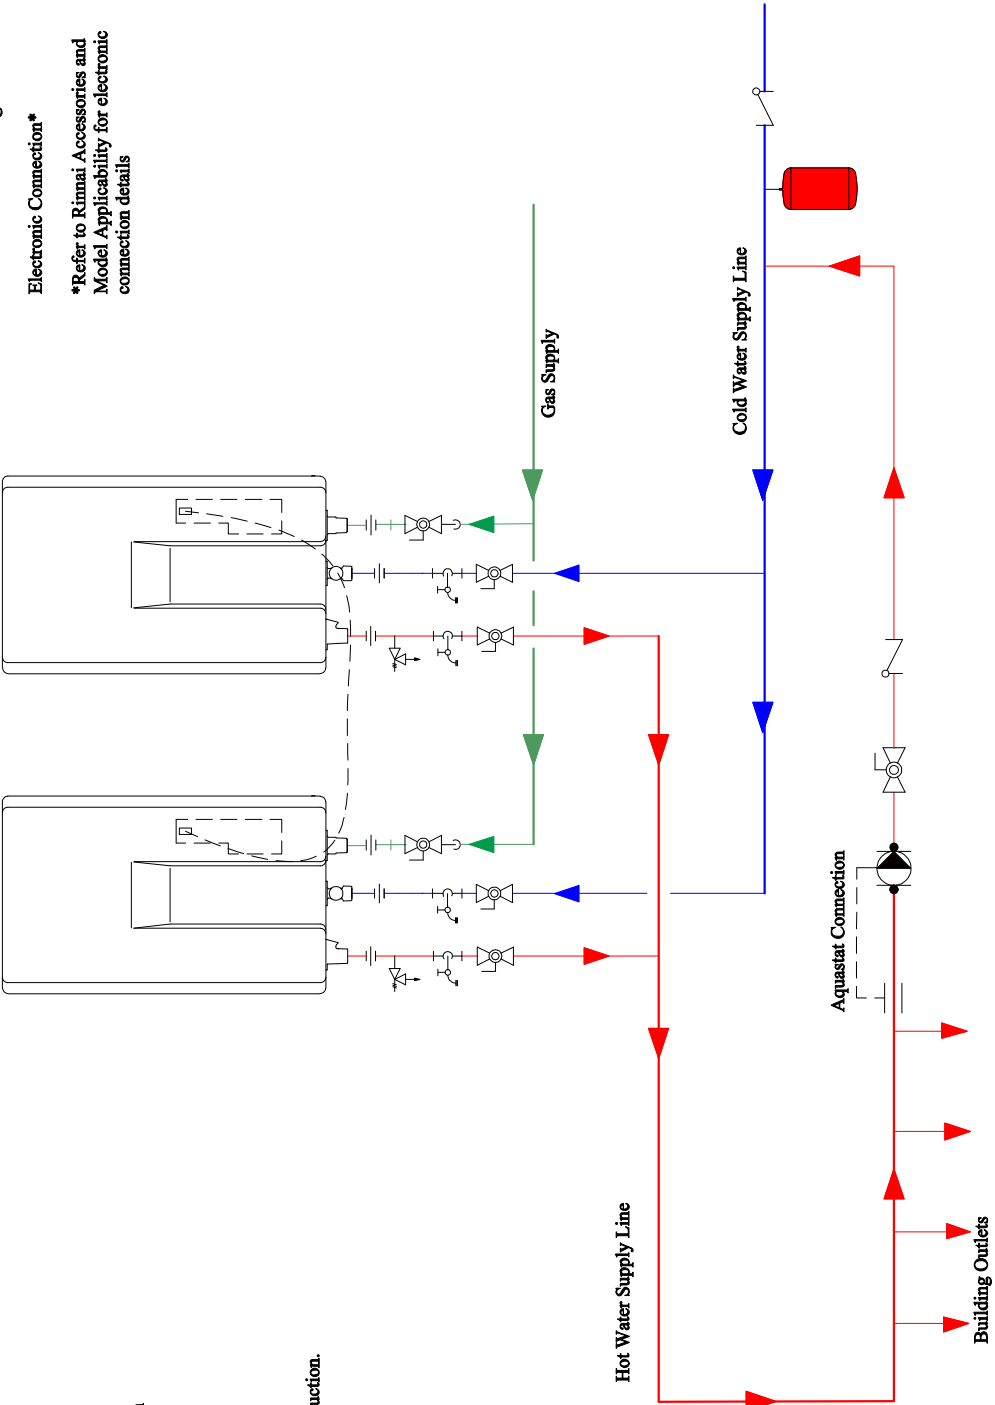 Electronic Connection*
*Refer to Rinnai Accessories and
Model Applicability for electronic
connection details
Gas Supply
Cold Water Supply Line
Aquastat Connection
Hot Water Supply Line
Building Outlets
uction.